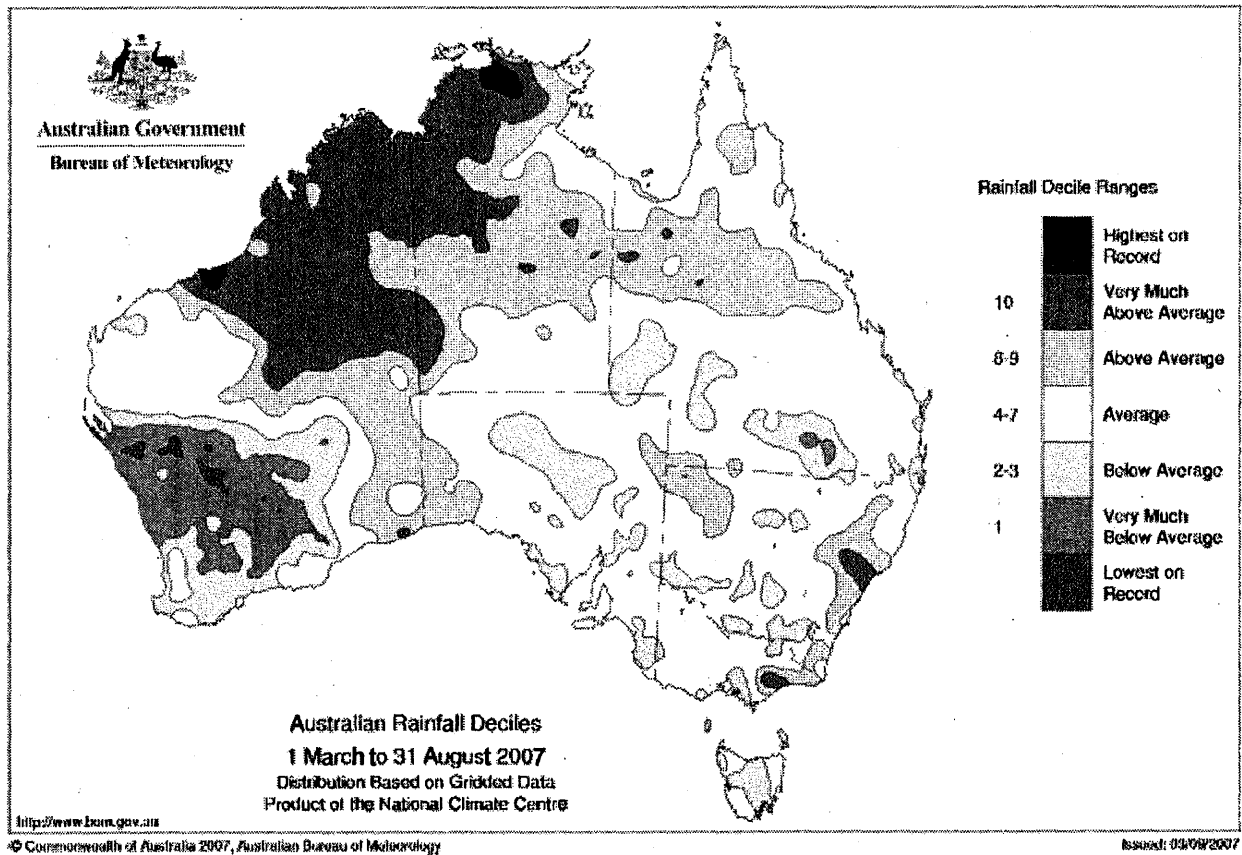 Australian Government
Bureau of Meteorology
Rainfall Decile Ranges
Highest on
Record
10
Very Much
Above Average
8-9
Above Average
4-7
Average
2-3
Below Average
1
Very Much
Below Average
Lowest on
Record
Australian Rainfall Deciles
1 March to 31 August 2007
Distribution Based on Gridded Data
Product of the National Climate Centre
http://www.bom.gov.au
© Commonwealth of Australia 2007, Australian Bureau of Meteorology
Issued: 03/09/2007